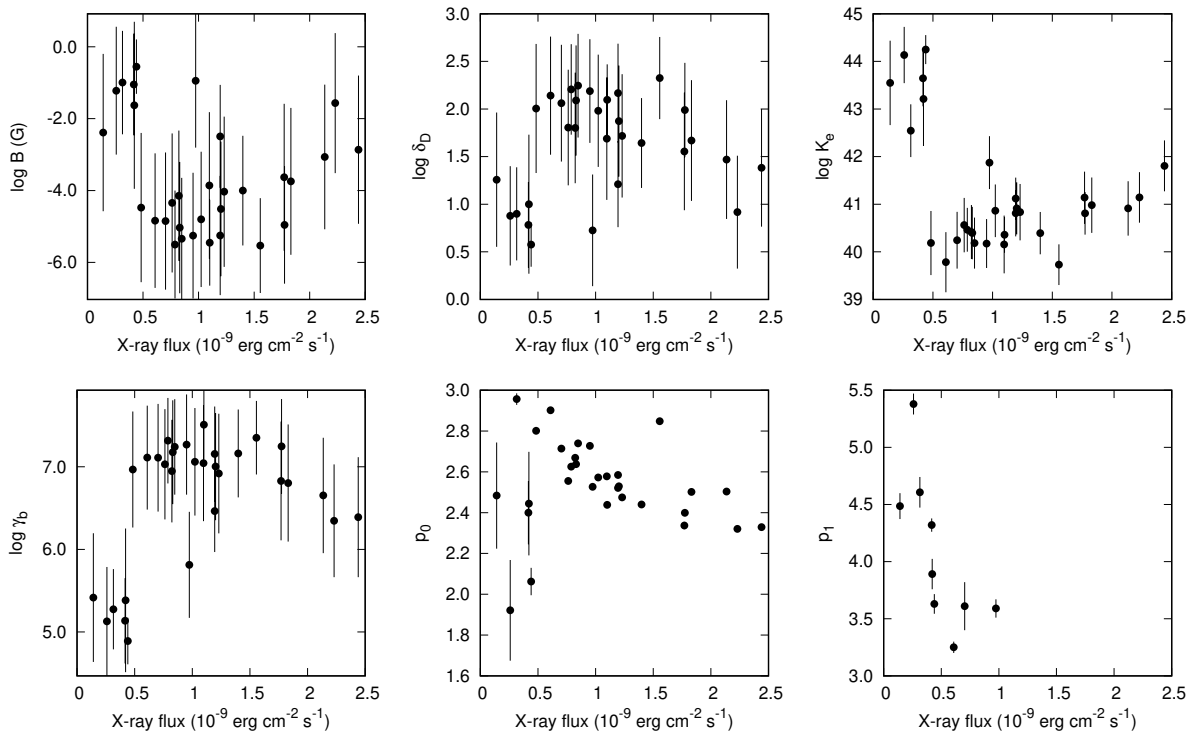 0.0
-2.0
-4.0
-6.0
log B (G)
0 0.5 1 1.5 2 2.5
X-ray flux (10⁻⁹ erg cm⁻² s⁻¹)
3.0
2.5
2.0
1.5
1.0
0.5
0.0
log δ_D
0 0.5 1 1.5 2 2.5
X-ray flux (10⁻⁹ erg cm⁻² s⁻¹)
45
44
43
42
41
40
39
log K_e
0 0.5 1 1.5 2 2.5
X-ray flux (10⁻⁹ erg cm⁻² s⁻¹)
7.0
6.0
5.0
log γ_b
0 0.5 1 1.5 2 2.5
X-ray flux (10⁻⁹ erg cm⁻² s⁻¹)
3.0
2.8
2.6
2.4
2.2
2.0
1.8
1.6
p₀
0 0.5 1 1.5 2 2.5
X-ray flux (10⁻⁹ erg cm⁻² s⁻¹)
5.5
5.0
4.5
4.0
3.5
3.0
p₁
0 0.5 1 1.5 2 2.5
X-ray flux (10⁻⁹ erg cm⁻² s⁻¹)